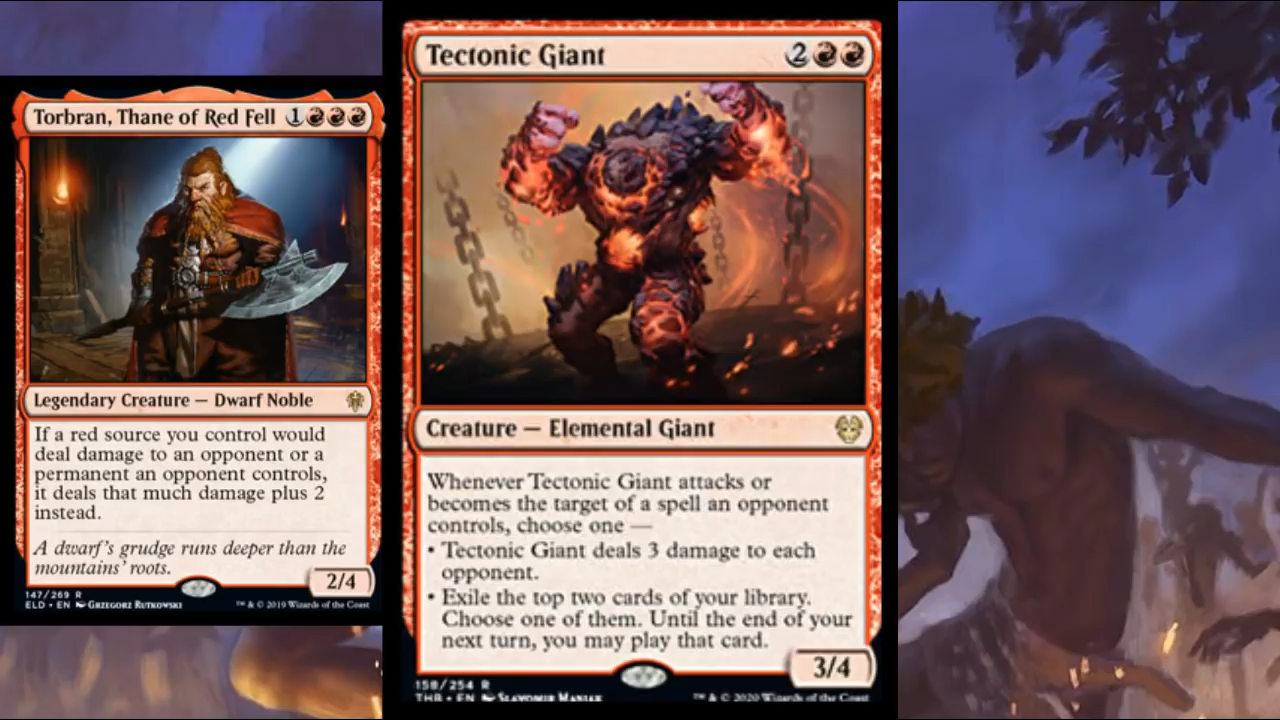 Torbran, Thane of Red Fell 1
Legendary Creature — Dwarf Noble
If a red source you control would
deal damage to an opponent or a
permanent an opponent controls,
it deals that much damage plus 2
instead.
A dwarf's grudge runs deeper than the
mountains' roots.
2/4
147/269 R
ELD • EN GRZEGORZ RUTKOWSKI
™ & © 2019 Wizards of the Coast
Tectonic Giant 2
Creature — Elemental Giant
Whenever Tectonic Giant attacks or
becomes the target of a spell an opponent
controls, choose one —
• Tectonic Giant deals 3 damage to each
opponent.
• Exile the top two cards of your library.
Choose one of them. Until the end of your
next turn, you may play that card.
3/4
158/254 R
THB • EN SLAWOMIR MANIAK
™ & © 2020 Wizards of the Coast